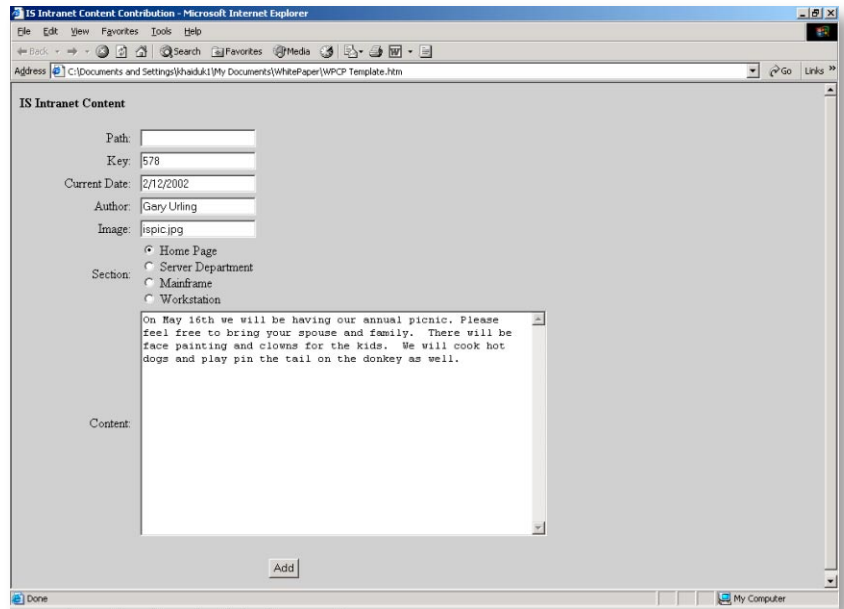 IS Intranet Content Contribution - Microsoft Internet Explorer
File Edit View Favorites Tools Help
Back Search Favorites Media
Address C:\Documents and Settings\khaiduk1\My Documents\WhitePaper\WPCP Template.htm Go Links »
IS Intranet Content
Path:
Key: 578
Current Date: 2/12/2002
Author: Gary Urling
Image: ispic.jpg
Section:
Home Page
Server Department
Mainframe
Workstation
Content:
On May 16th we will be having our annual picnic. Please
feel free to bring your spouse and family. There will be
face painting and clowns for the kids. We will cook hot
dogs and play pin the tail on the donkey as well.
Add
Done My Computer